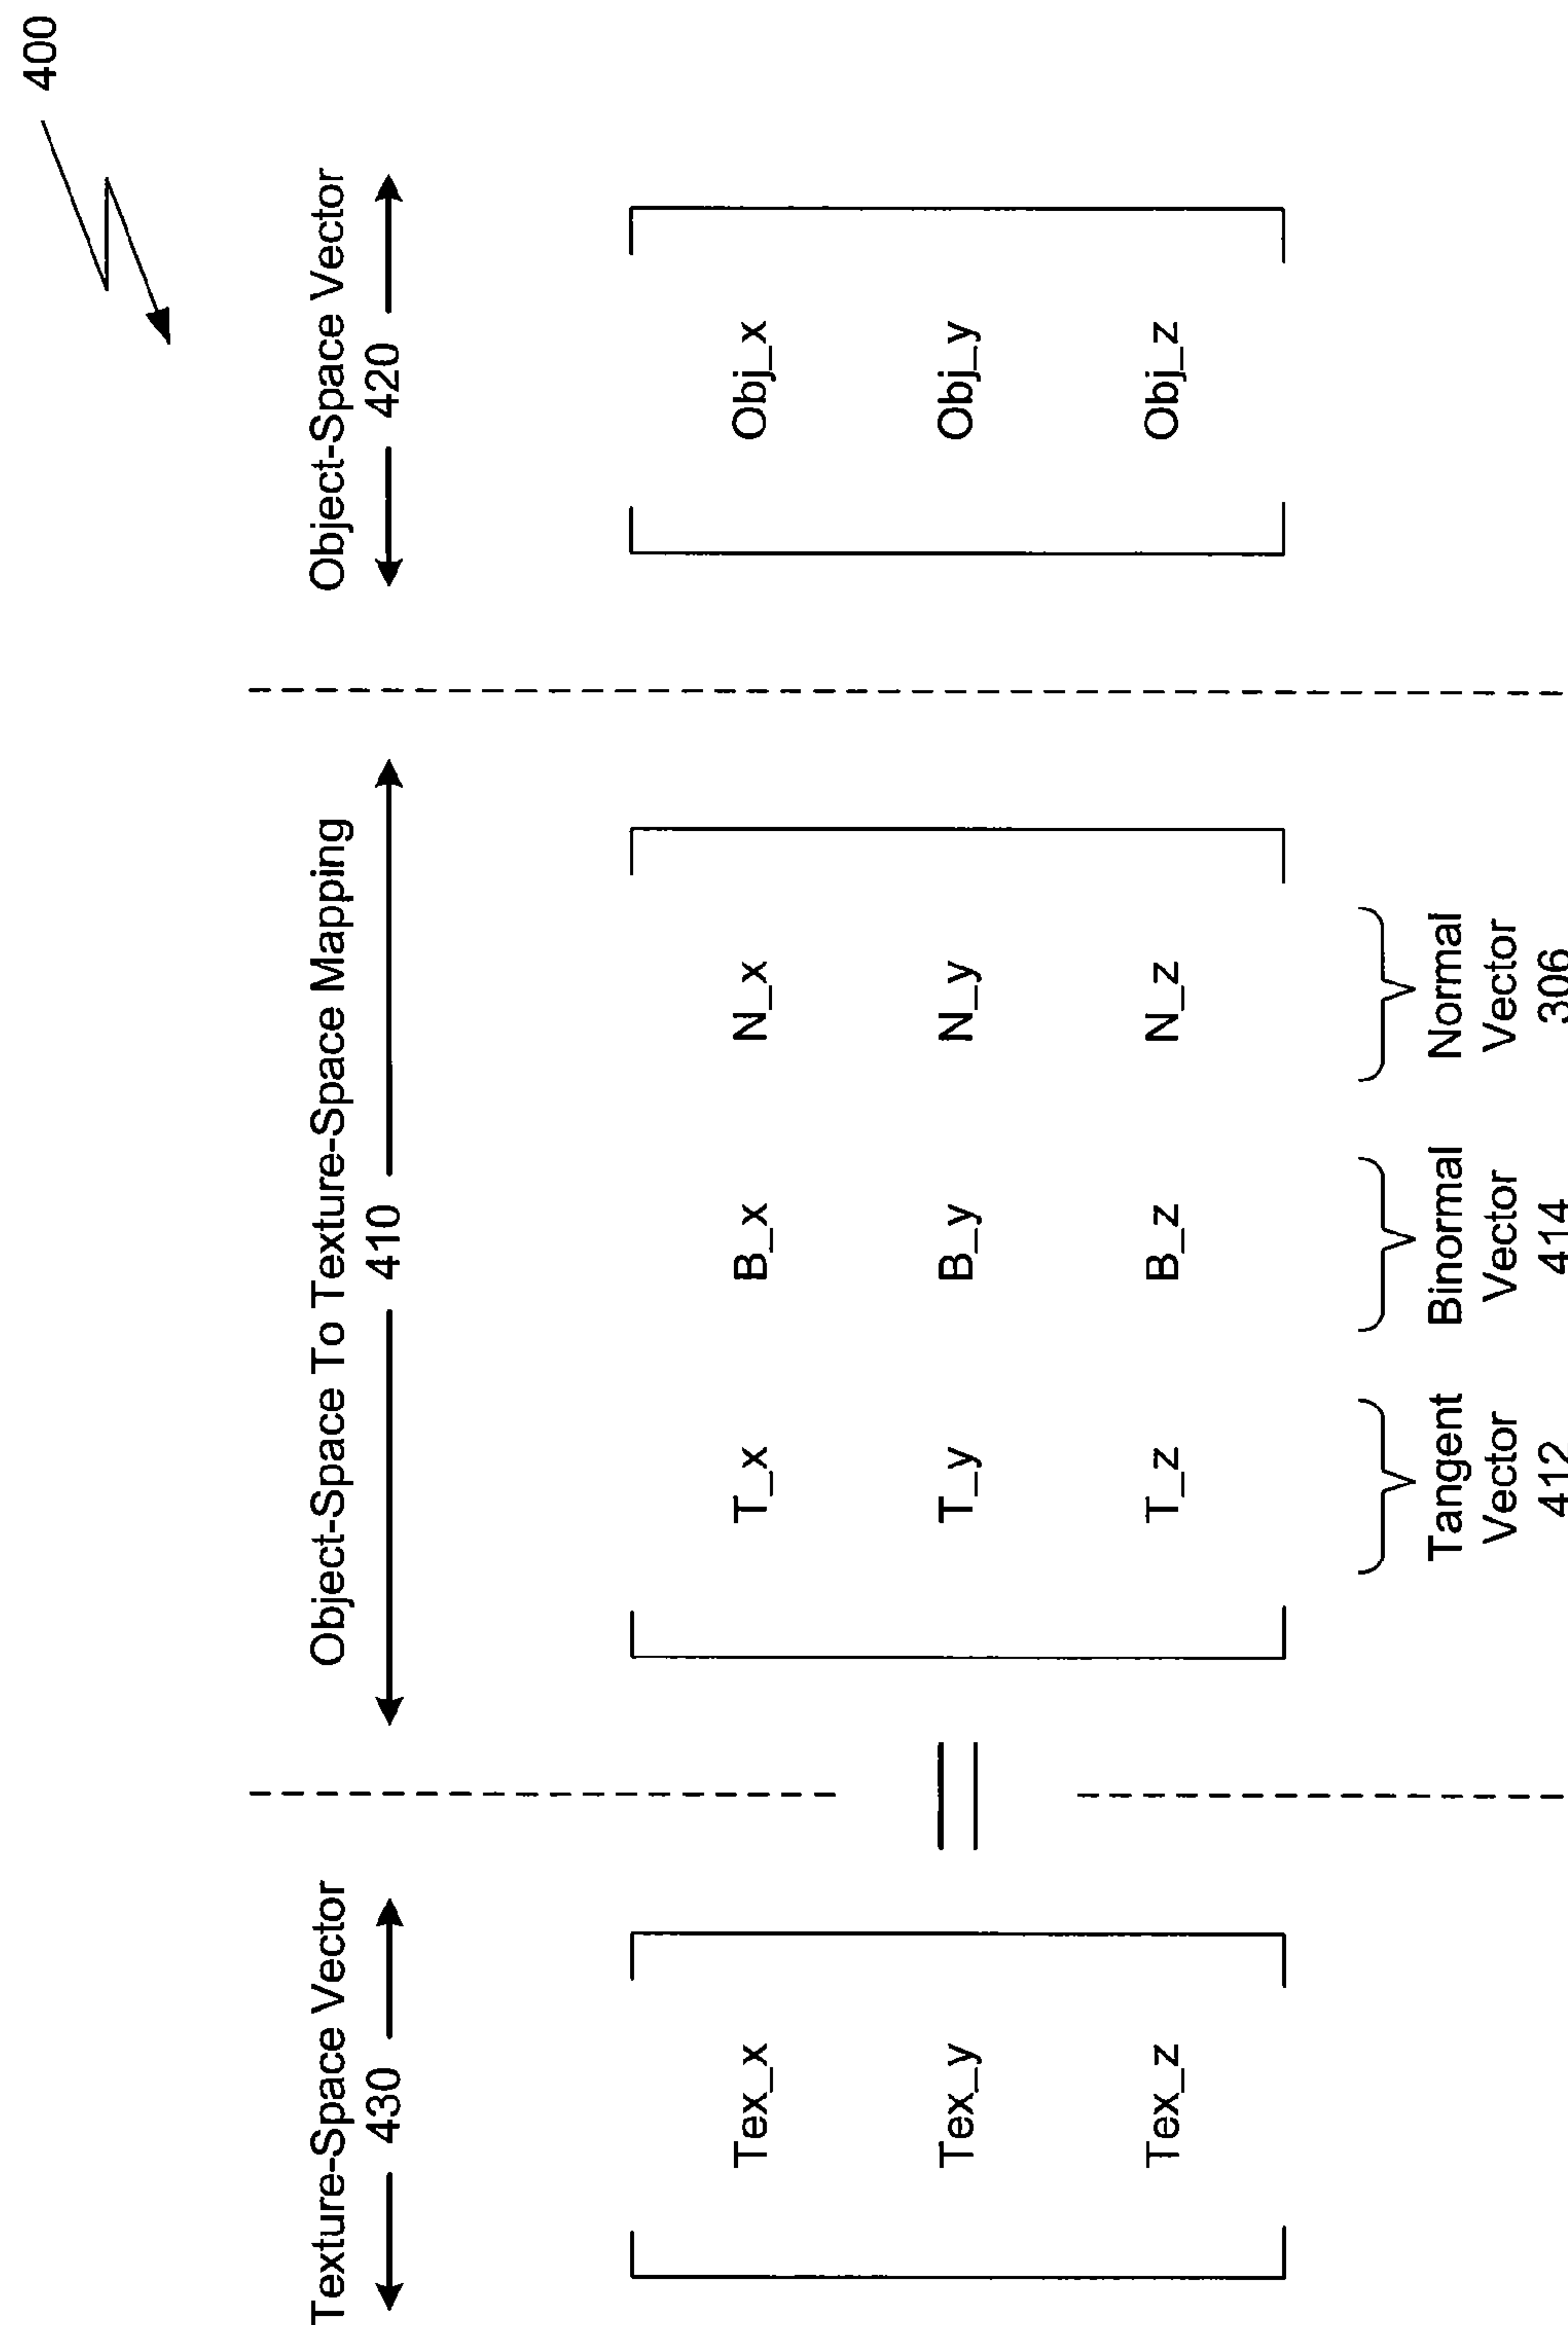 400
Texture-Space Vector
430
Object-Space To Texture-Space Mapping
410
Object-Space Vector
420
Tex_x
Tex_y
Tex_z
=
T_x B_x N_x
T_y B_y N_y
T_z B_z N_z
Obj_x
Obj_y
Obj_z
Tangent
Vector
412
Binormal
Vector
414
Normal
Vector
306